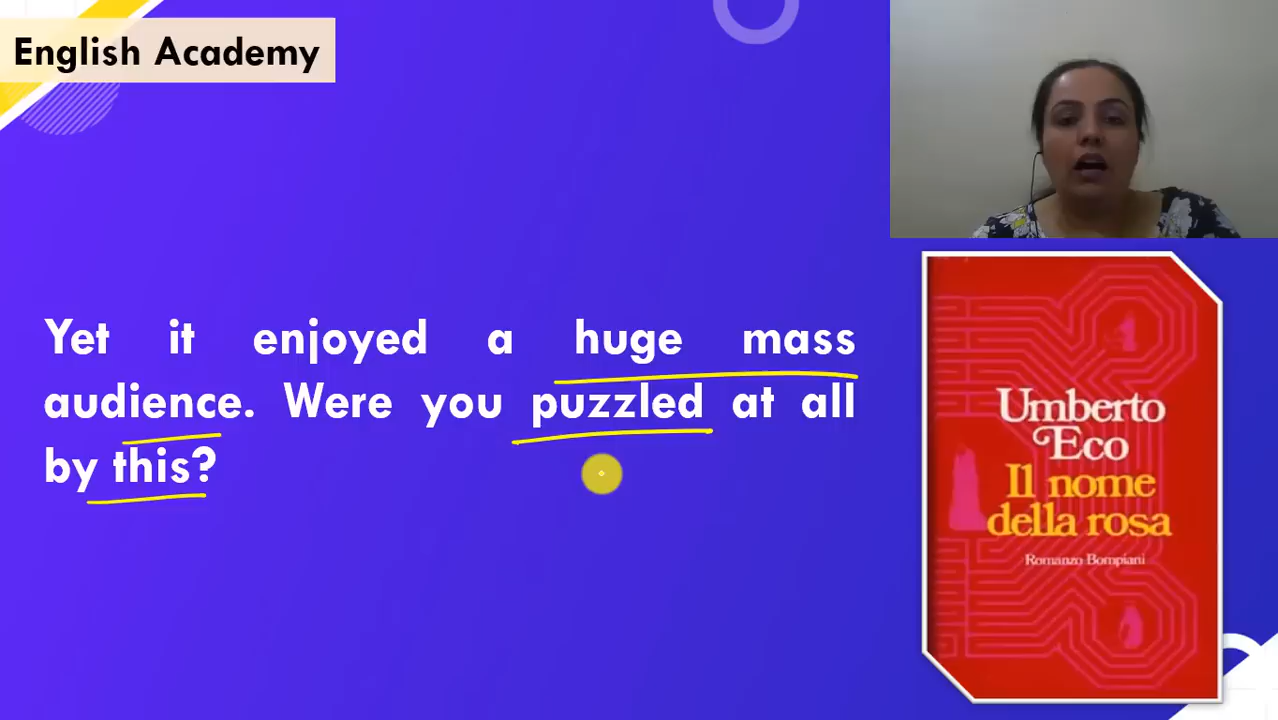 English Academy
Yet it enjoyed a huge mass
audience. Were you puzzled at all
by this?
Umberto
Eco
Il nome
della rosa
Romanzo Bompiani